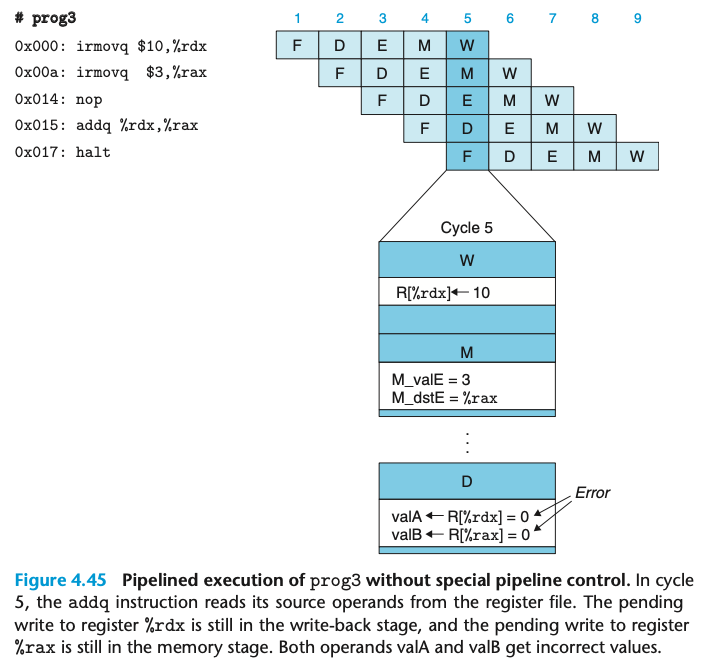 # prog3
1 2 3 4 5 6 7 8 9
0x000: irmovq $10,%rdx F D E M W
0x00a: irmovq $3,%rax F D E M W
0x014: nop F D E M W
0x015: addq %rdx,%rax F D E M W
0x017: halt F D E M W
Cycle 5
W
R[%rdx]← 10
M
M_valE = 3
M_dstE = %rax
.
.
.
D
Error
valA ← R[%rdx] = 0
valB ← R[%rax] = 0
Figure 4.45 Pipelined execution of prog3 without special pipeline control. In cycle
5, the addq instruction reads its source operands from the register file. The pending
write to register %rdx is still in the write-back stage, and the pending write to register
%rax is still in the memory stage. Both operands valA and valB get incorrect values.